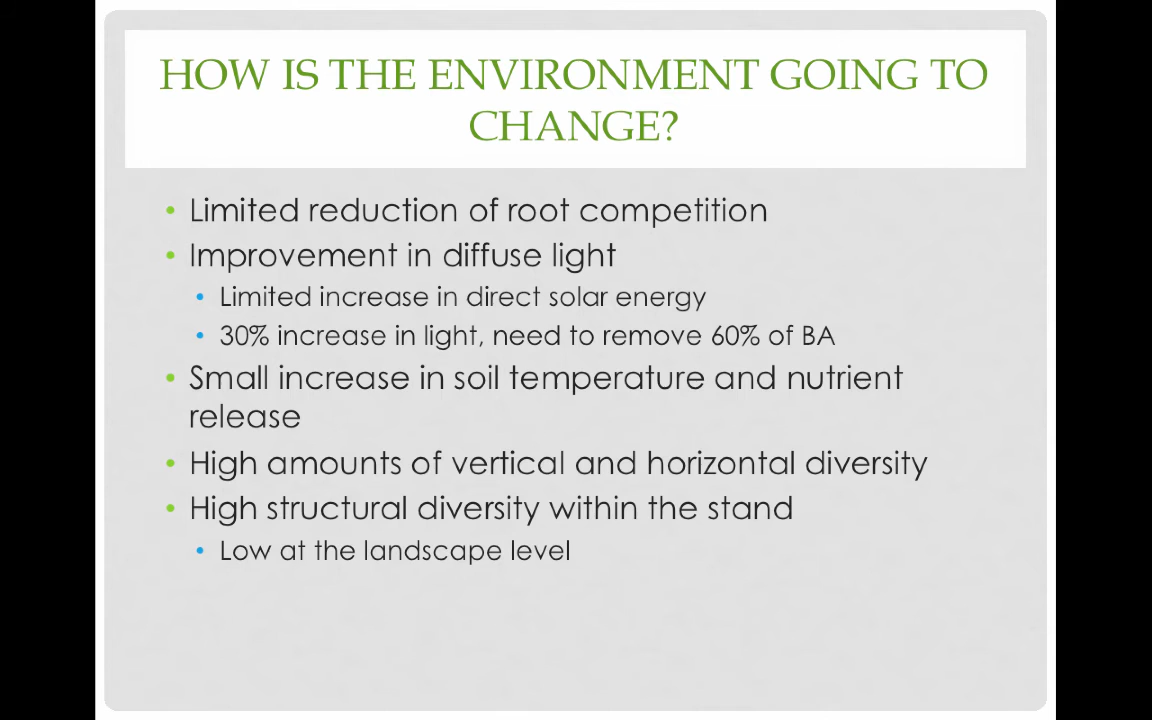 HOW IS THE ENVIRONMENT GOING TO
CHANGE?
• Limited reduction of root competition
• Improvement in diffuse light
• Limited increase in direct solar energy
• 30% increase in light, need to remove 60% of BA
• Small increase in soil temperature and nutrient
release
• High amounts of vertical and horizontal diversity
• High structural diversity within the stand
• Low at the landscape level